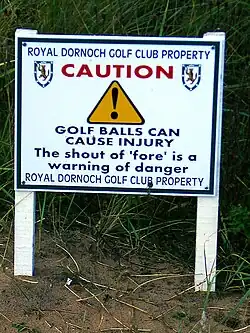 ROYAL DORNOCH GOLF CLUB PROPERTY
CAUTION
!
GOLF BALLS CAN
CAUSE INJURY
The shout of 'fore' is a
warning of danger
ROYAL DORNOCH GOLF CLUB PROPERTY